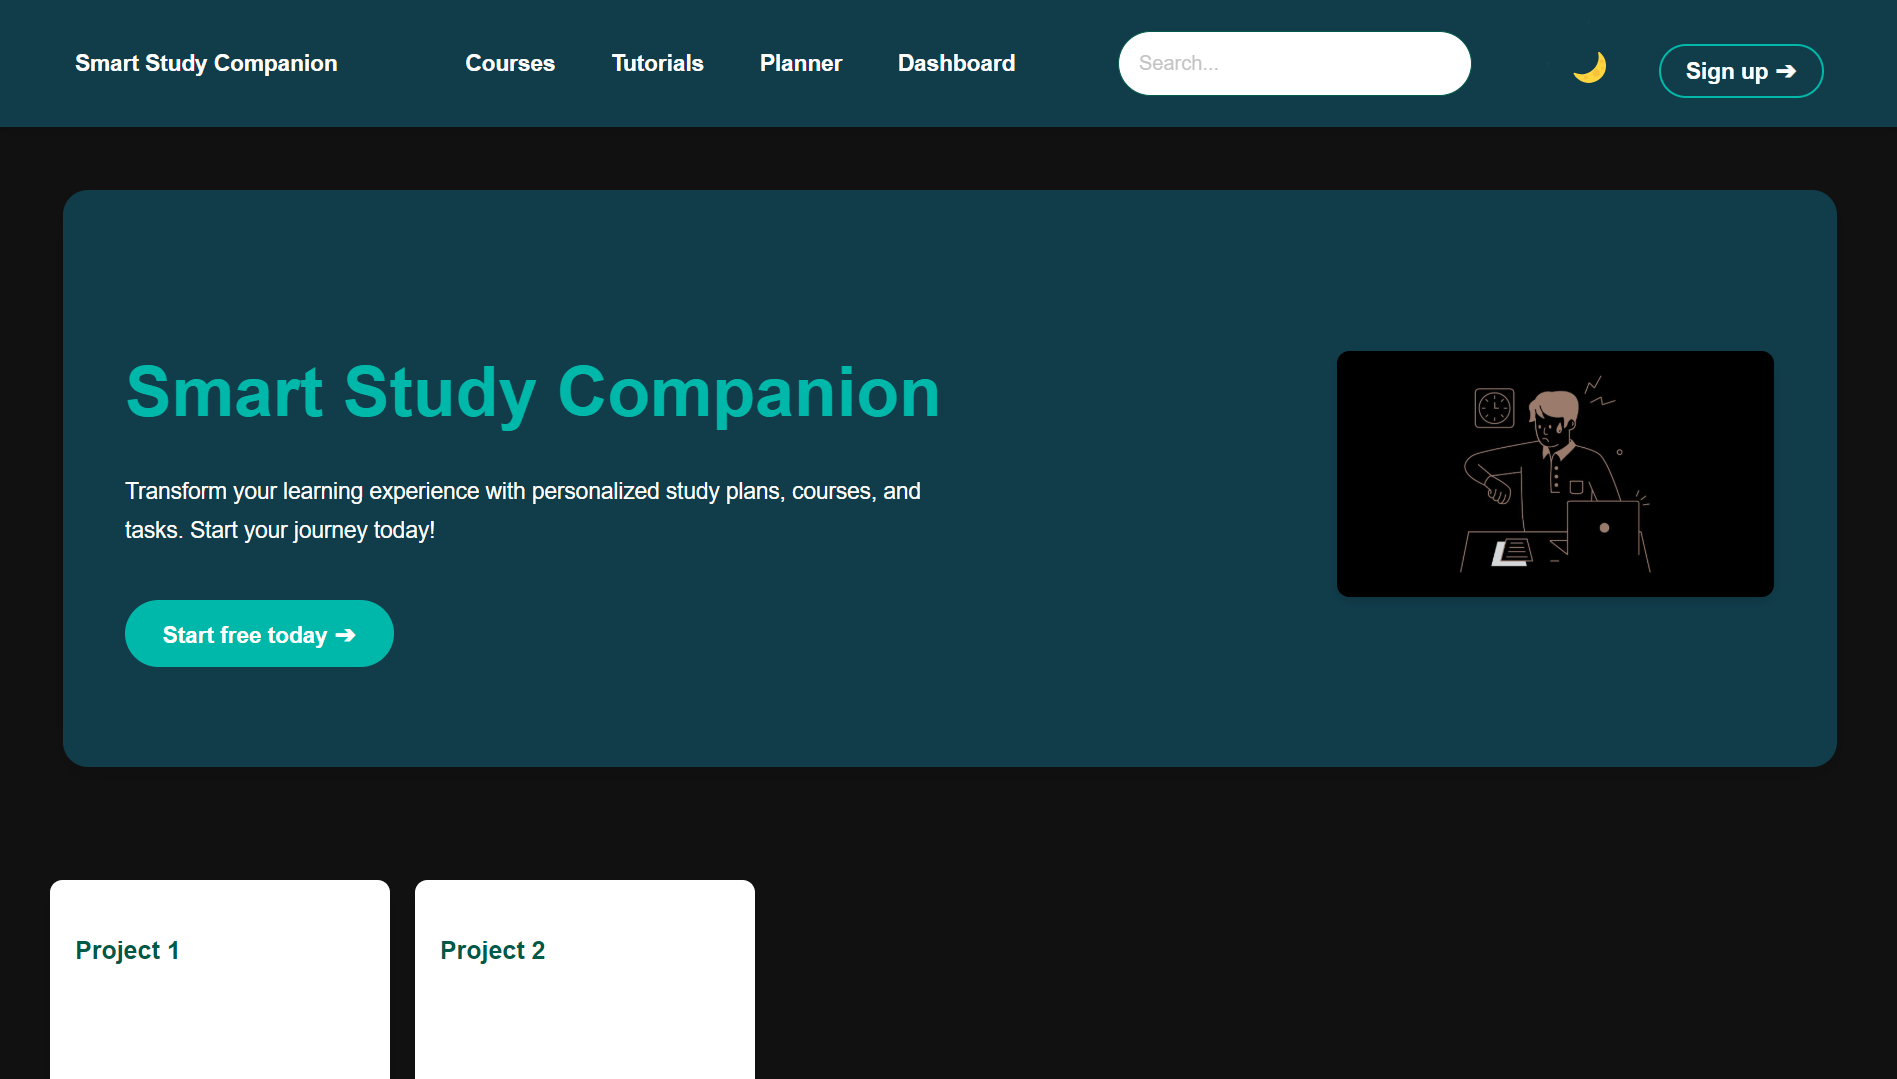 Smart Study Companion
Courses
Tutorials
Planner
Dashboard
Search...
Sign up ➔
Smart Study Companion
Transform your learning experience with personalized study plans, courses, and
tasks. Start your journey today!
Start free today ➔
Project 1
Project 2